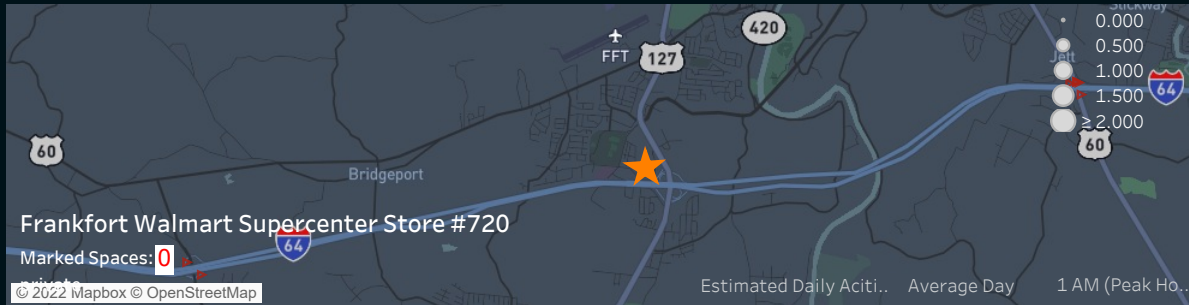 Stickway
420
0.000
FFT
127
0.500
Jett
1.000
64
1.500
≥ 2.000
60
60
Bridgeport
Frankfort Walmart Supercenter Store #720
64
Marked Spaces: 0
private
© 2022 Mapbox © OpenStreetMap
Estimated Daily Aciti.. Average Day 1 AM (Peak Ho..